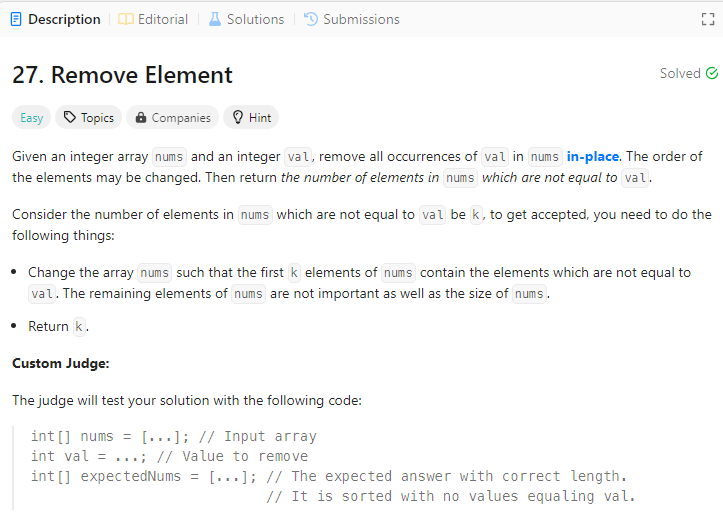 Description Editorial Solutions Submissions
27. Remove Element Solved
Easy Topics Companies Hint
Given an integer array nums and an integer val, remove all occurrences of val in nums in-place. The order of
the elements may be changed. Then return the number of elements in nums which are not equal to val.
Consider the number of elements in nums which are not equal to val be k, to get accepted, you need to do the
following things:
• Change the array nums such that the first k elements of nums contain the elements which are not equal to
val. The remaining elements of nums are not important as well as the size of nums.
• Return k.
Custom Judge:
The judge will test your solution with the following code:
int[] nums = [...]; // Input array
int val = ...; // Value to remove
int[] expectedNums = [...]; // The expected answer with correct length.
// It is sorted with no values equaling val.